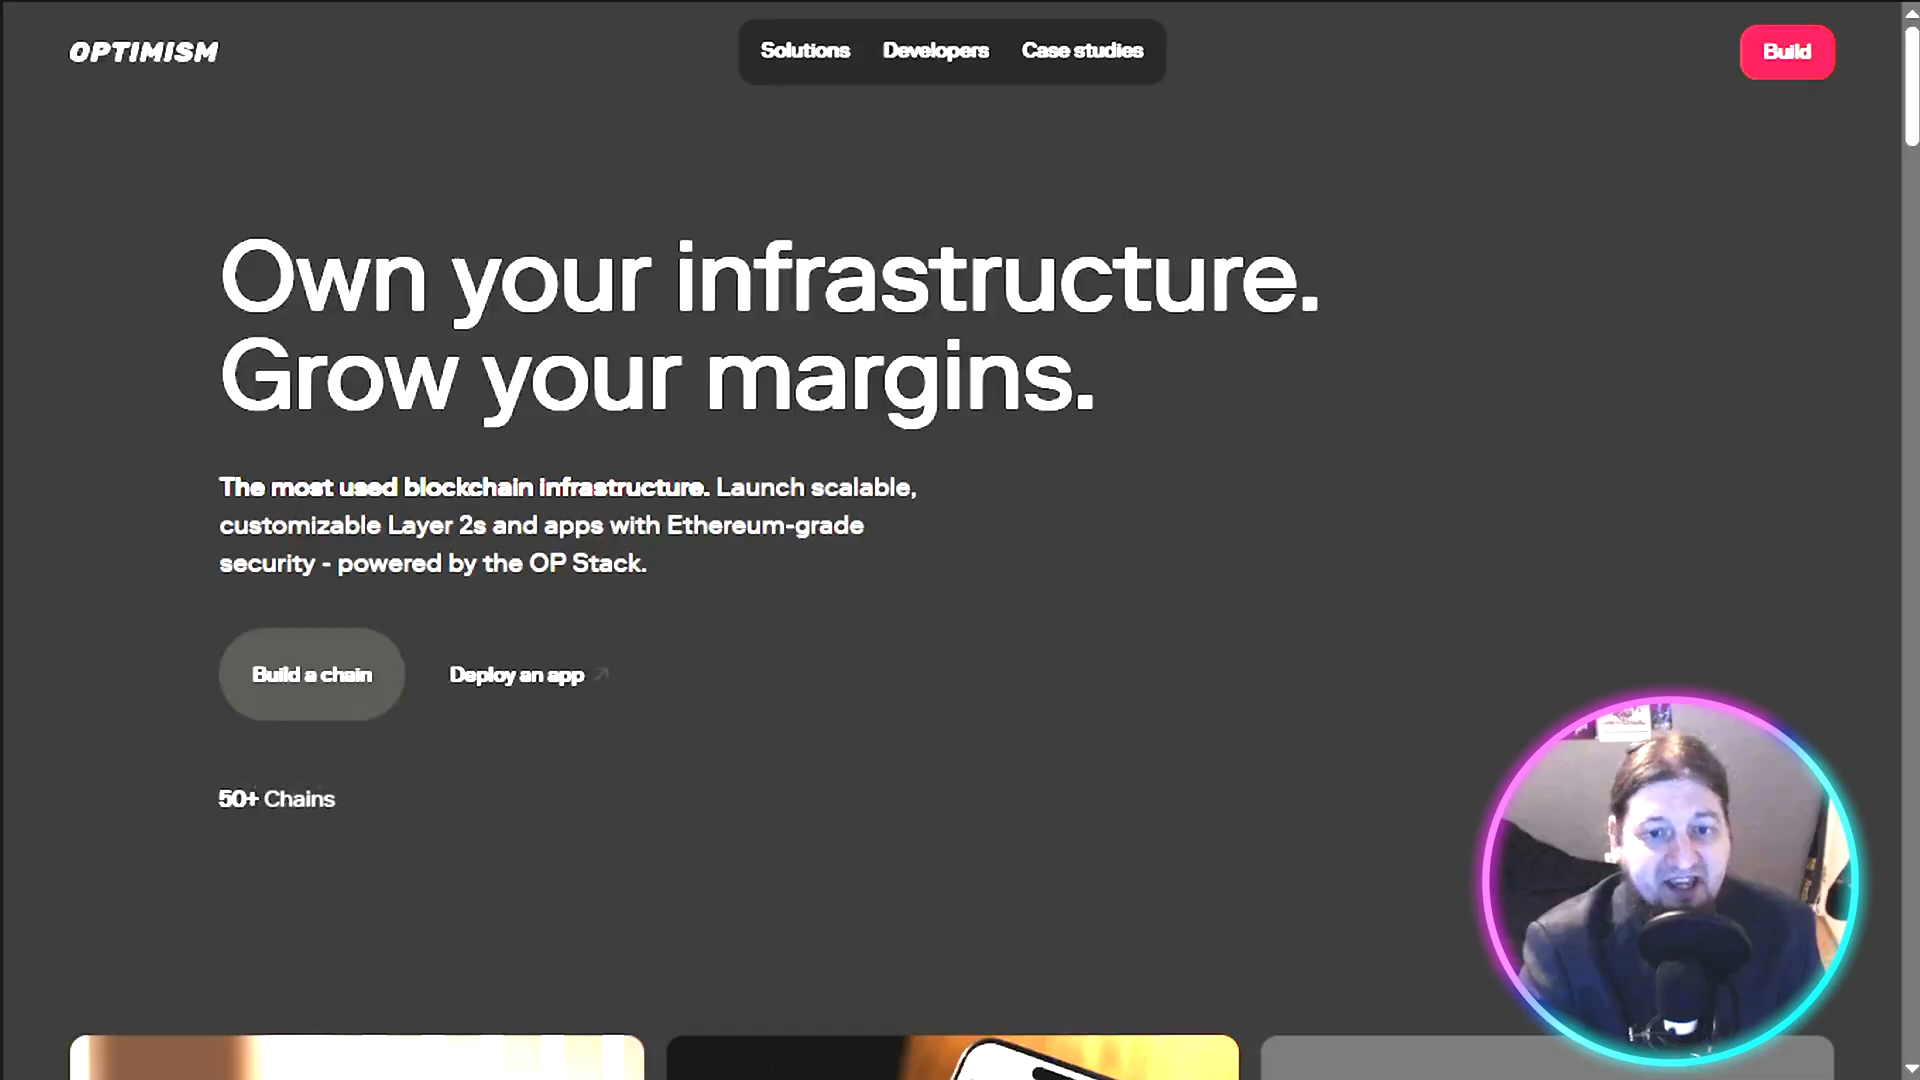 OPTIMISM
Solutions Developers Case studies
Build
Own your infrastructure.
Grow your margins.
The most used blockchain infrastructure. Launch scalable,
customizable Layer 2s and apps with Ethereum-grade
security - powered by the OP Stack.
Build a chain
Deploy an app
50+ Chains